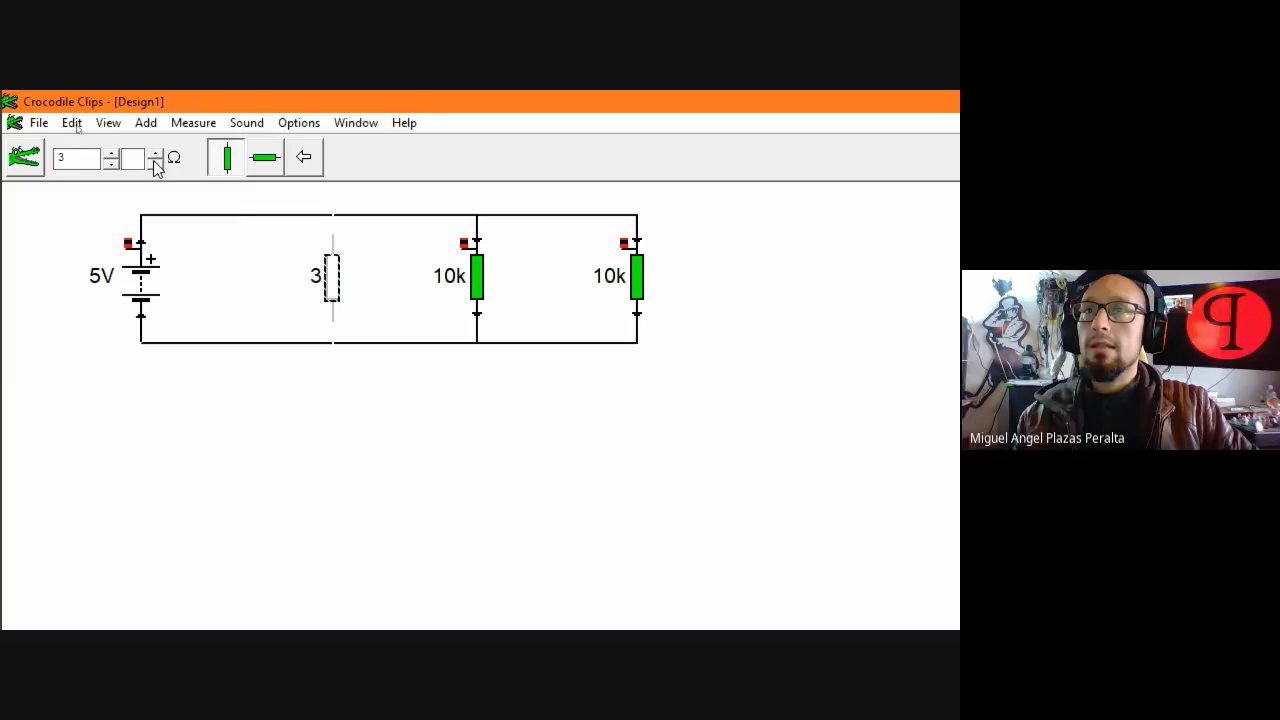 Crocodile Clips - [Design1]
File Edit View Add Measure Sound Options Window Help
3 Ω
5V + 3 10k 10k
Miguel Angel Plazas Peralta